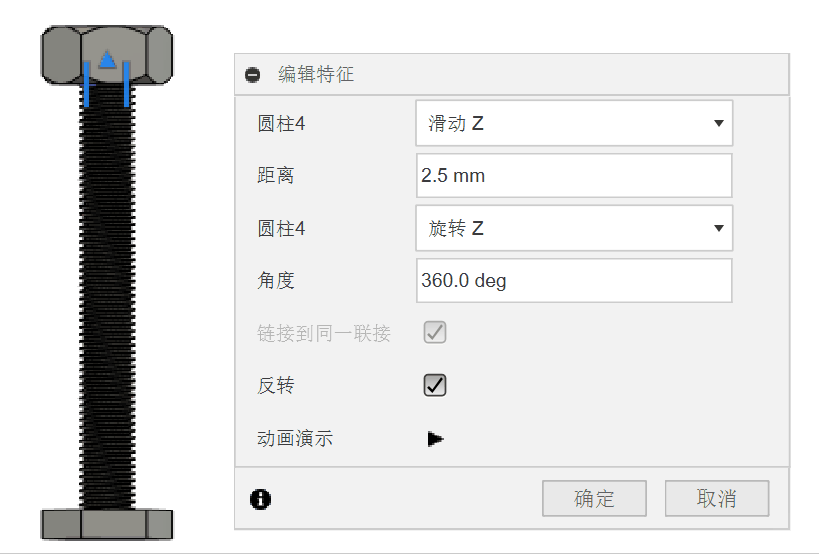 编辑特征
圆柱4 滑动 Z
距离 2.5 mm
圆柱4 旋转 Z
角度 360.0 deg
链接到同一联接
反转
动画演示
确定 取消